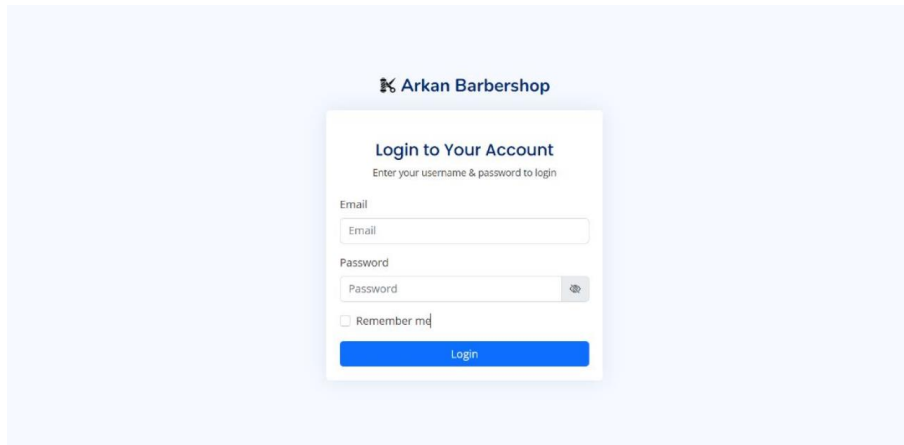 Arkan Barbershop
Login to Your Account
Enter your username & password to login
Email
Email
Password
Password
Remember me
Login